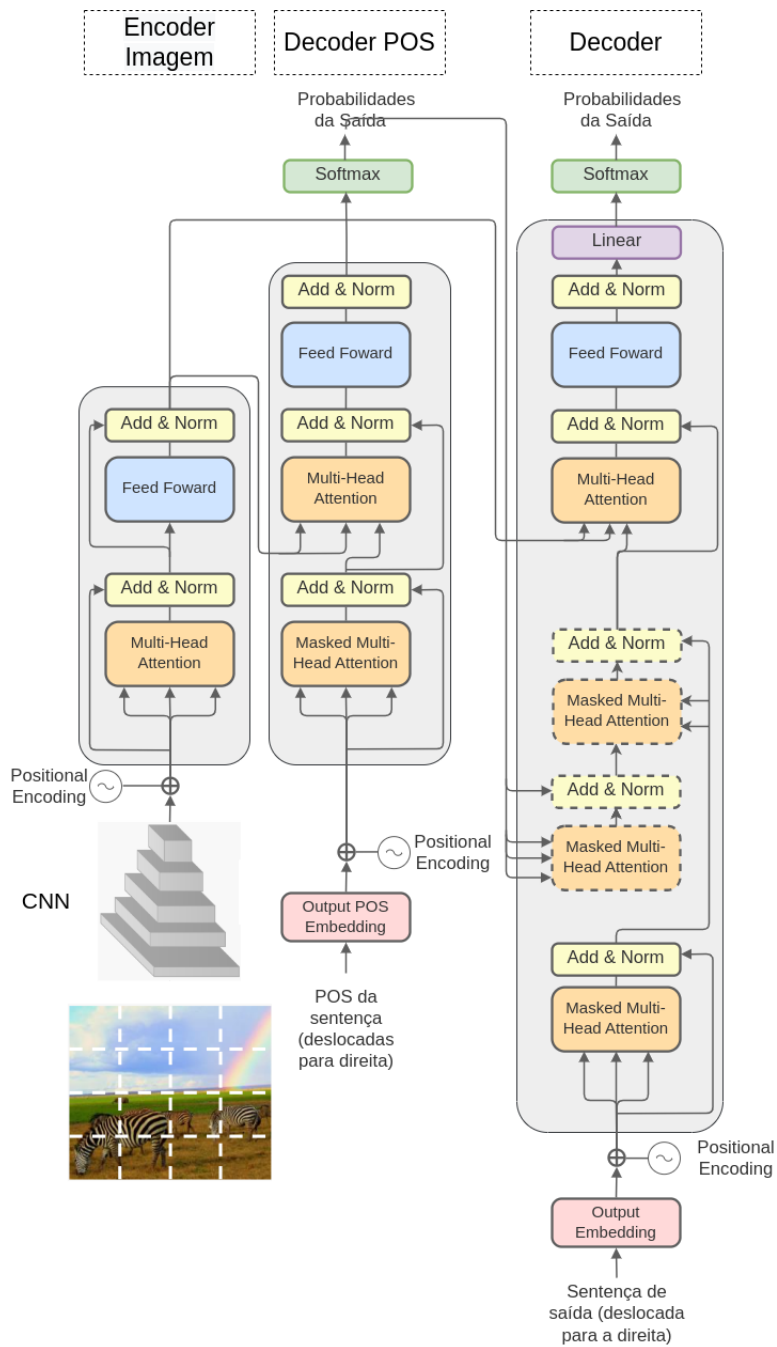 Encoder
Imagem
Decoder POS
Decoder
Probabilidades
da Saída
Probabilidades
da Saída
Softmax
Softmax
Linear
Add & Norm
Feed Foward
Add & Norm
Multi-Head
Attention
Add & Norm
Masked Multi-
Head Attention
Add & Norm
Feed Foward
Add & Norm
Multi-Head
Attention
Positional
Encoding
CNN
Positional
Encoding
Output POS
Embedding
POS da
sentença
(deslocadas
para direita)
Add & Norm
Feed Foward
Add & Norm
Multi-Head
Attention
Add & Norm
Masked Multi-
Head Attention
Add & Norm
Masked Multi-
Head Attention
Add & Norm
Masked Multi-
Head Attention
Positional
Encoding
Output
Embedding
Sentença de
saída (deslocada
para a direita)